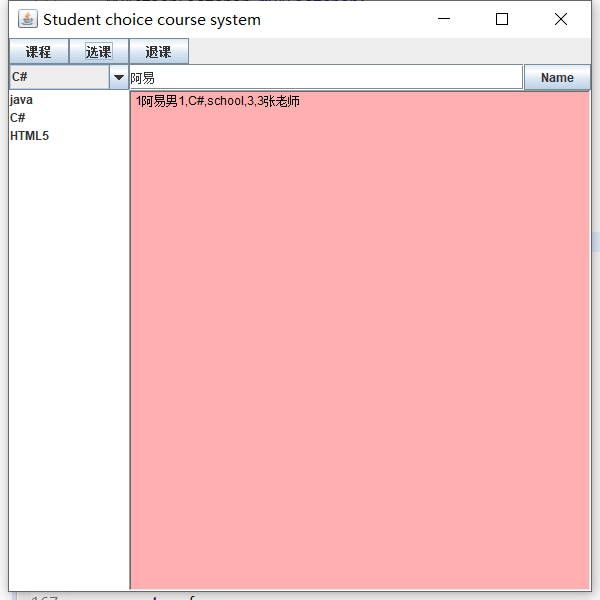 Student choice course system
课程 选课 退课
C# 阿易 Name
java
C#
HTML5
1阿易男1,C#,school,3,3张老师